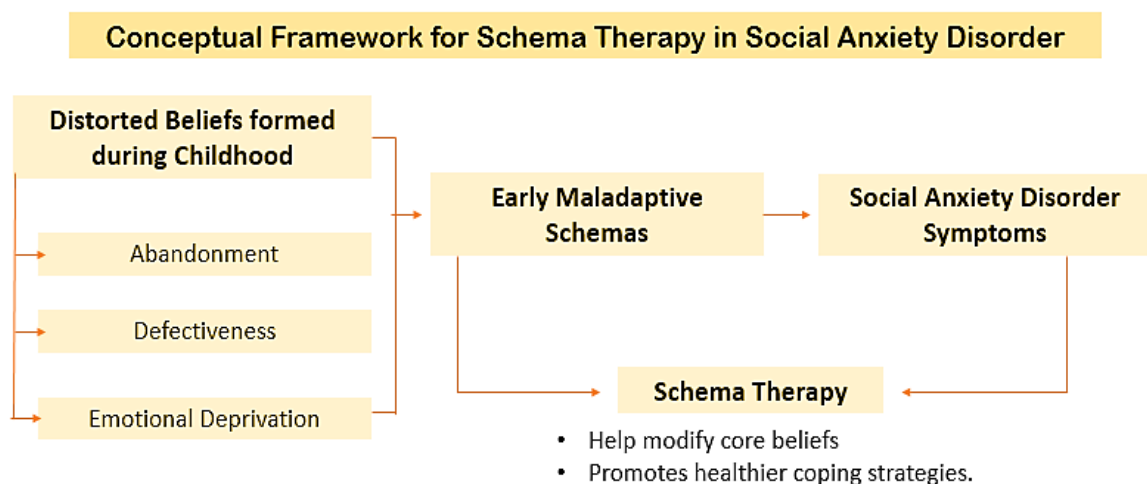 Conceptual Framework for Schema Therapy in Social Anxiety Disorder
Distorted Beliefs formed
during Childhood
Abandonment
Defectiveness
Emotional Deprivation
Early Maladaptive
Schemas
Social Anxiety Disorder
Symptoms
Schema Therapy
• Help modify core beliefs
• Promotes healthier coping strategies.